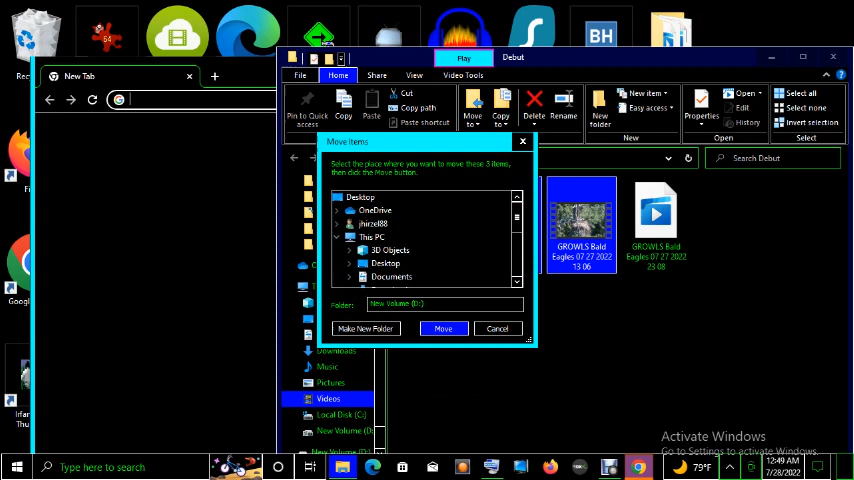 64
BH
Play
Debut
New Tab
File
Home
Share
View
Video Tools
Pin to Quick access
Copy
Paste
Cut
Copy path
Paste shortcut
Move to
Copy to
Delete
Rename
New folder
New item
Easy access
New
Properties
Open
Edit
History
Open
Select all
Select none
Invert selection
Select
Search Debut
Move Items
Select the place where you want to move these 3 items, then click the Move button.
Desktop
OneDrive
jhirzel88
This PC
3D Objects
Desktop
Documents
Folder:
New Volume (D:)
Make New Folder
Move
Cancel
GROWLS Bald
Eagles 07 27 2022
13 06
GROWLS Bald
Eagles 07 27 2022
23 08
Downloads
Music
Pictures
Videos
Local Disk (C:)
New Volume (D:
Activate Windows
Go to Settings to activate Windows.
Type here to search
79°F
12:49 AM
7/28/2022